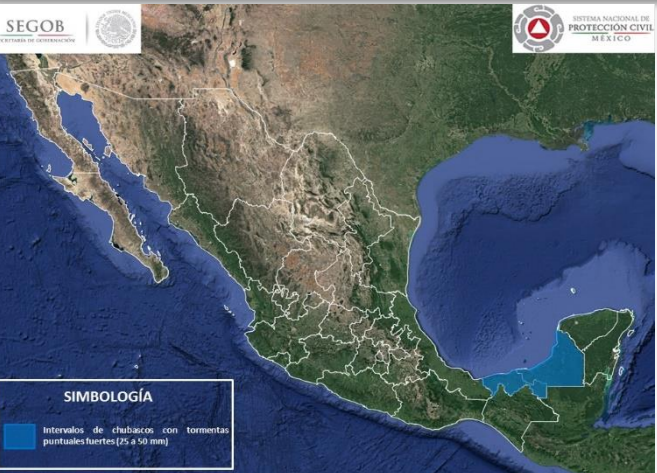 SEGOB
SECRETARÍA DE GOBERNACIÓN
SISTEMA NACIONAL DE
PROTECCIÓN CIVIL
MÉXICO
SIMBOLOGÍA
Intervalos de chubascos con tormentas
puntuales fuertes (25 a 50 mm)